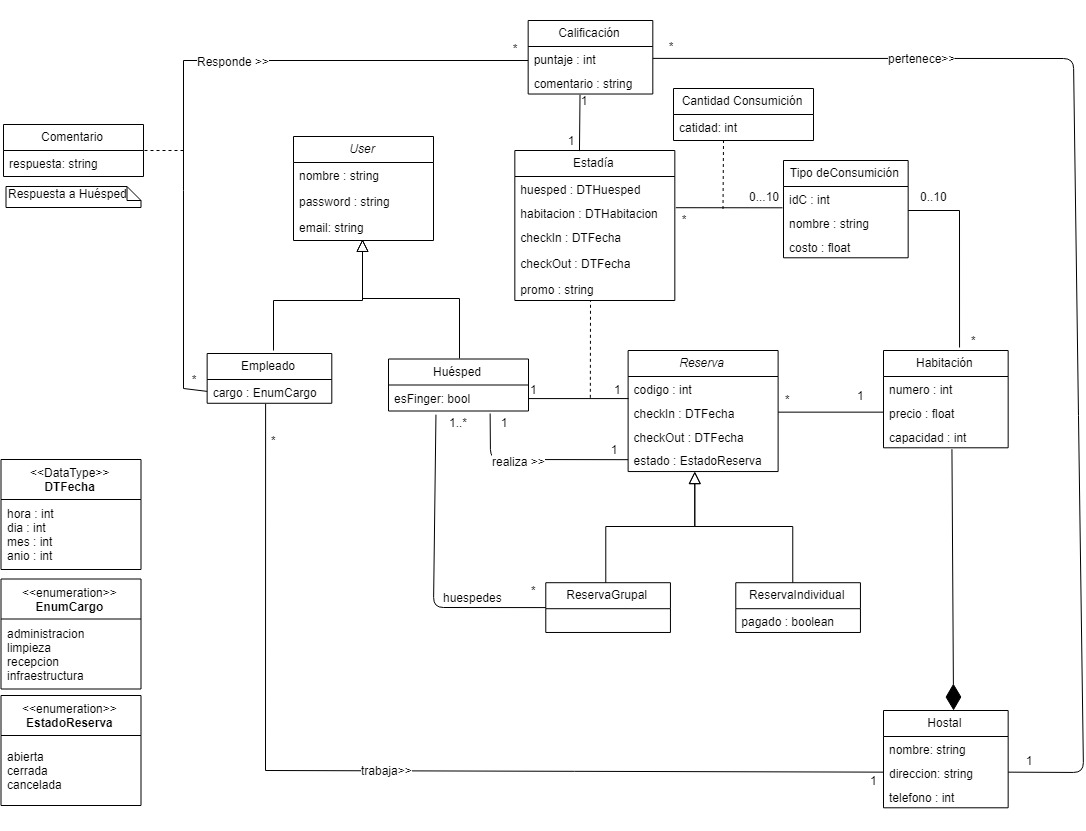 Calificación
puntaje : int
comentario : string
*
*
Responde >>
pertenece>>
1
1
Cantidad Consumición
catidad: int
Comentario
respuesta: string
Respuesta a Huésped
User
nombre : string
password : string
email: string
Estadía
huesped : DTHuesped
habitacion : DTHabitacion
checkIn : DTFecha
checkOut : DTFecha
promo : string
*
0...10
Tipo deConsumición
idC : int
nombre : string
costo : float
0..10
*
Empleado
cargo : EnumCargo
*
*
Huésped
esFinger: bool
1
1
1..*
1
realiza >>
1
Reserva
codigo : int
checkIn : DTFecha
checkOut : DTFecha
estado : EstadoReserva
*
1
Habitación
numero : int
precio : float
capacidad : int
<<DataType>>
DTFecha
hora : int
dia : int
mes : int
anio : int
<<enumeration>>
EnumCargo
administracion
limpieza
recepcion
infraestructura
<<enumeration>>
EstadoReserva
abierta
cerrada
cancelada
huespedes
*
ReservaGrupal
ReservaIndividual
pagado : boolean
trabaja>>
1
Hostal
nombre: string
direccion: string
telefono : int
1